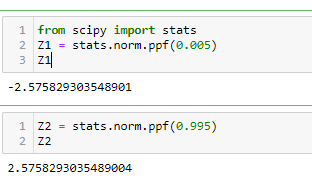 1 from scipy import stats
2 Z1 = stats.norm.ppf(0.005)
3 Z1
-2.575829303548901
1 Z2 = stats.norm.ppf(0.995)
2 Z2
2.5758293035489004